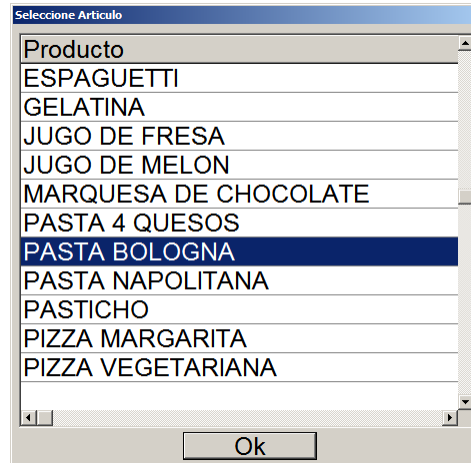 Seleccione Articulo
Producto
ESPAGUETTI
GELATINA
JUGO DE FRESA
JUGO DE MELON
MARQUESA DE CHOCOLATE
PASTA 4 QUESOS
PASTA BOLOGNA
PASTA NAPOLITANA
PASTICHO
PIZZA MARGARITA
PIZZA VEGETARIANA
Ok